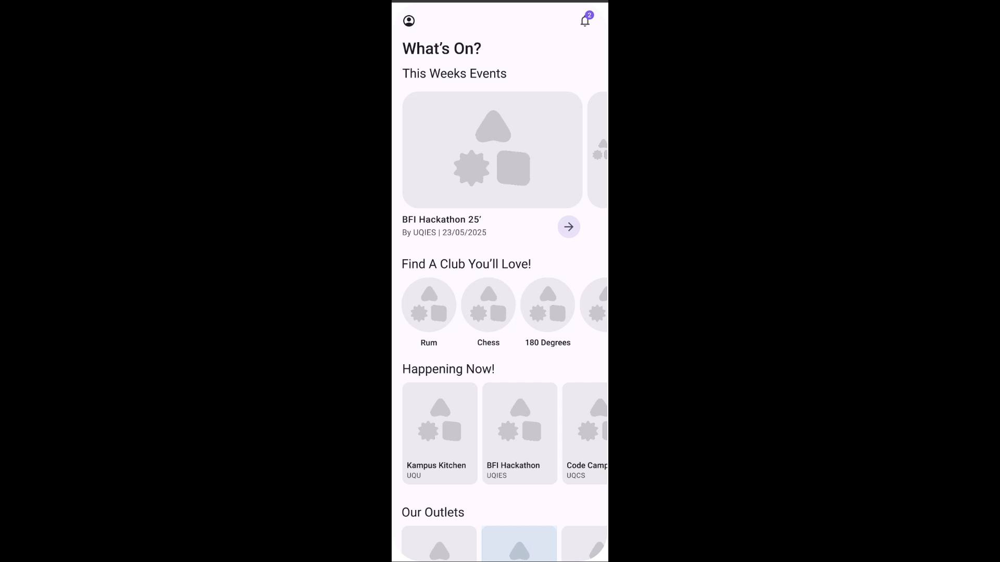 2
What’s On?
This Weeks Events
BFI Hackathon 25’
By UQIES | 23/05/2025
Find A Club You’ll Love!
Rum
Chess
180 Degrees
Happening Now!
Kampus Kitchen
UQU
BFI Hackathon
UQIES
Code Camp
UQCS
Our Outlets